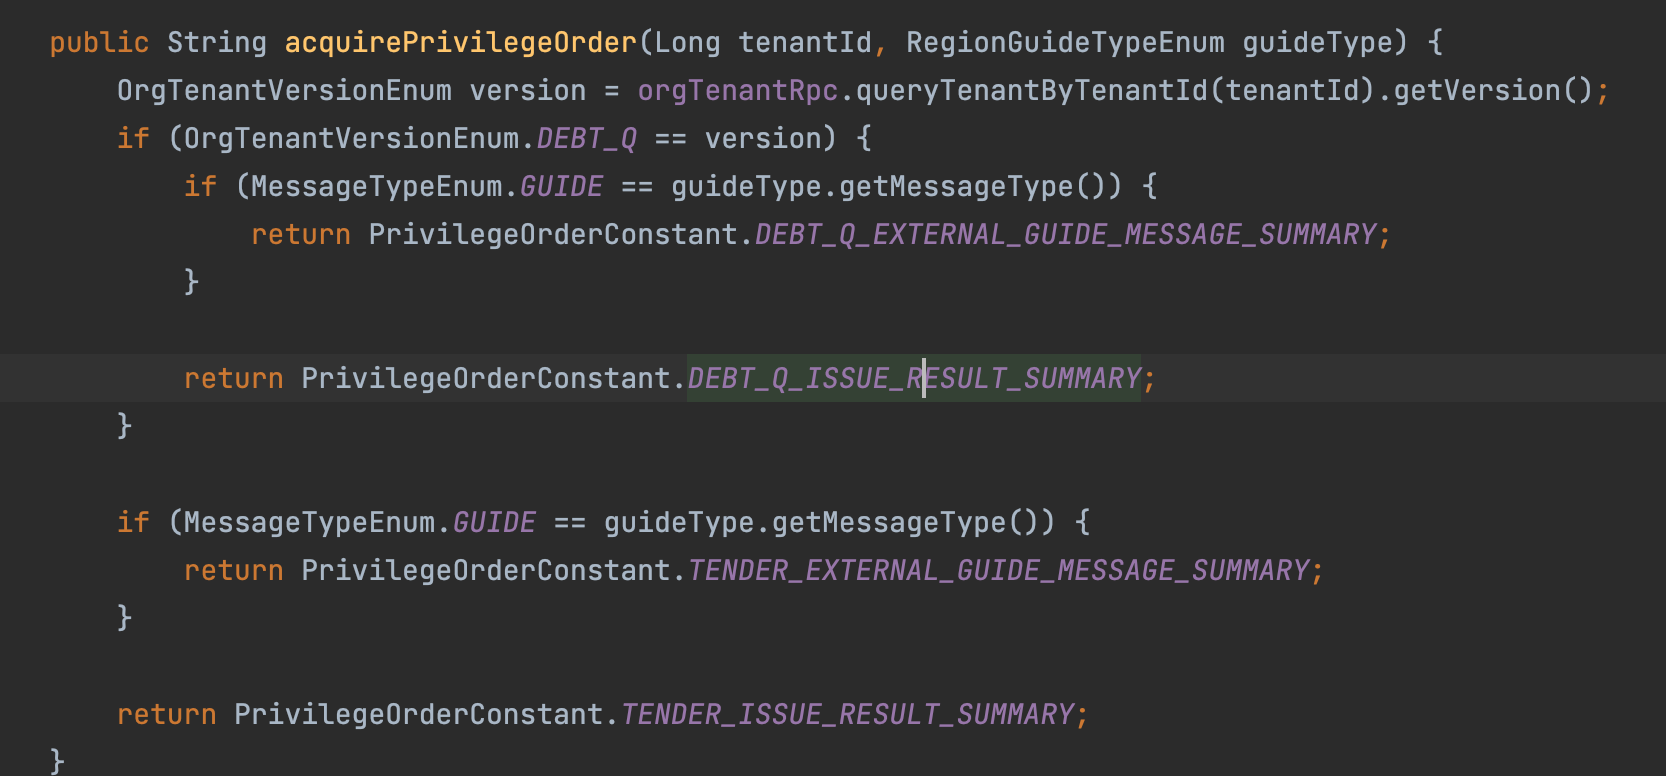 public String acquirePrivilegeOrder(Long tenantId, RegionGuideTypeEnum guideType) {
    OrgTenantVersionEnum version = orgTenantRpc.queryTenantByTenantId(tenantId).getVersion();
    if (OrgTenantVersionEnum.DEBT_Q == version) {
        if (MessageTypeEnum.GUIDE == guideType.getMessageType()) {
            return PrivilegeOrderConstant.DEBT_Q_EXTERNAL_GUIDE_MESSAGE_SUMMARY;
        }
        return PrivilegeOrderConstant.DEBT_Q_ISSUE_RESULT_SUMMARY;
    }
    if (MessageTypeEnum.GUIDE == guideType.getMessageType()) {
        return PrivilegeOrderConstant.TENDER_EXTERNAL_GUIDE_MESSAGE_SUMMARY;
    }
    return PrivilegeOrderConstant.TENDER_ISSUE_RESULT_SUMMARY;
}